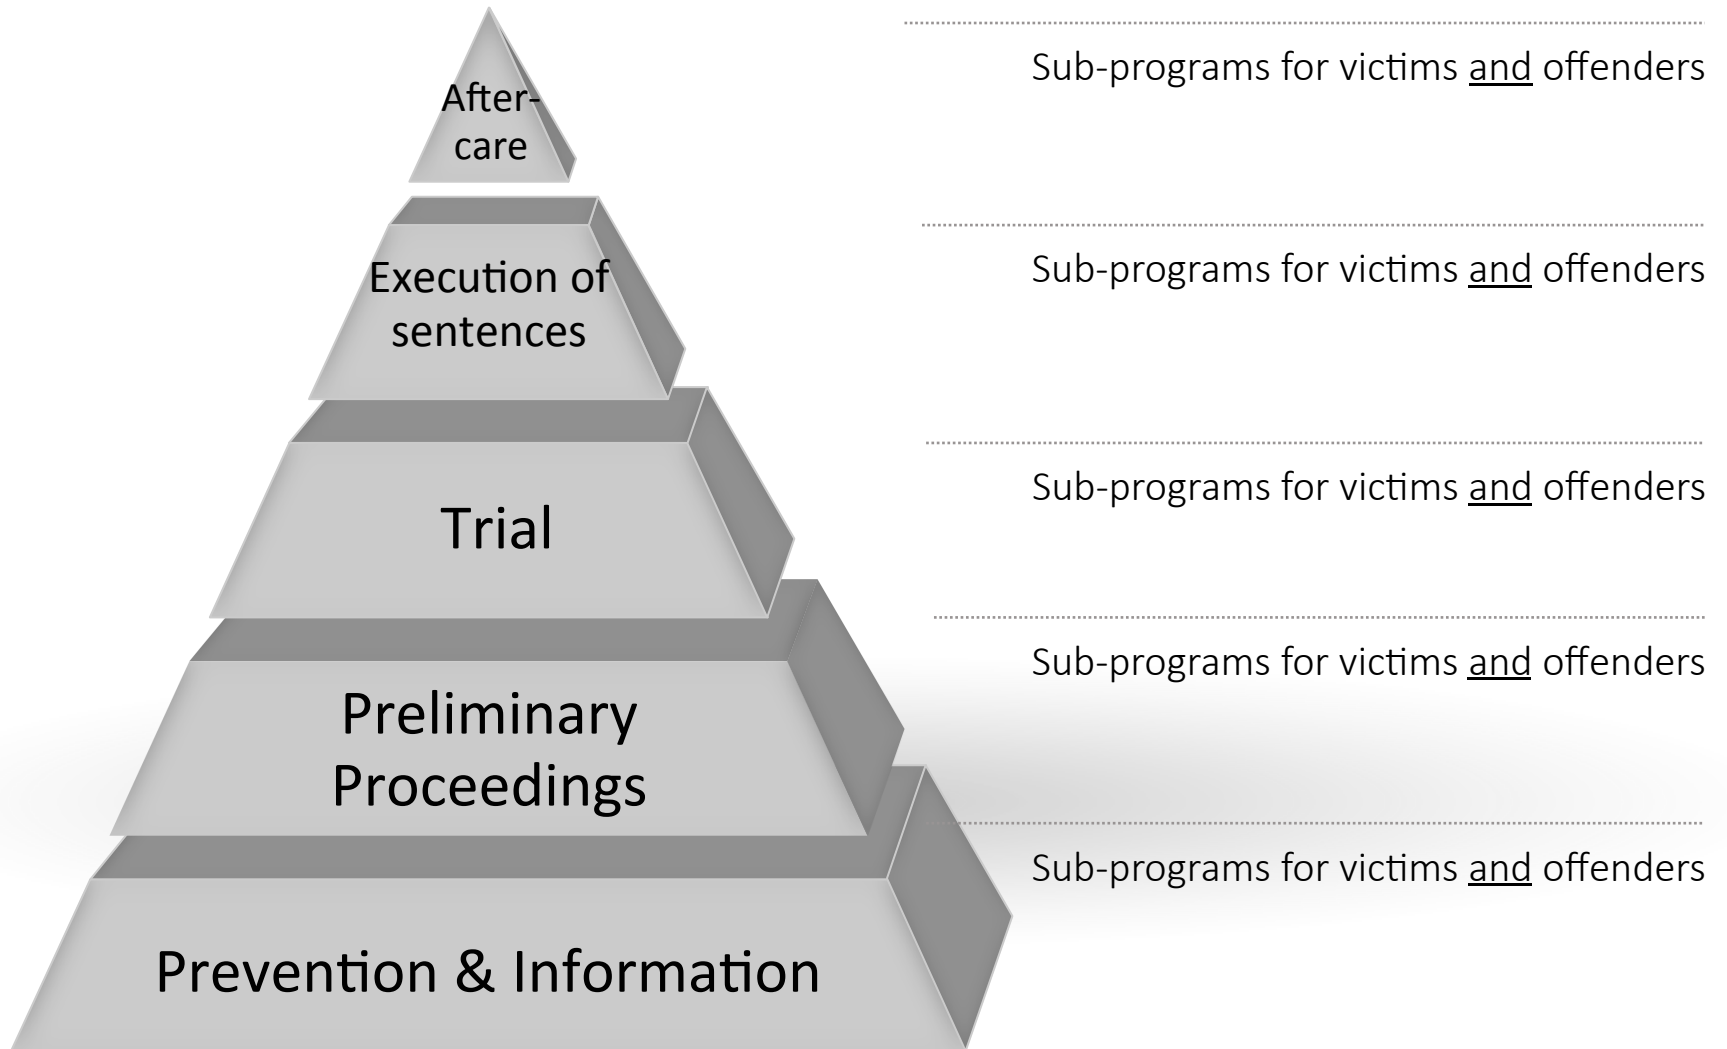 After-
care
Sub-programs for victims and offenders
Execution of
sentences
Sub-programs for victims and offenders
Trial
Sub-programs for victims and offenders
Preliminary
Proceedings
Sub-programs for victims and offenders
Prevention & Information
Sub-programs for victims and offenders